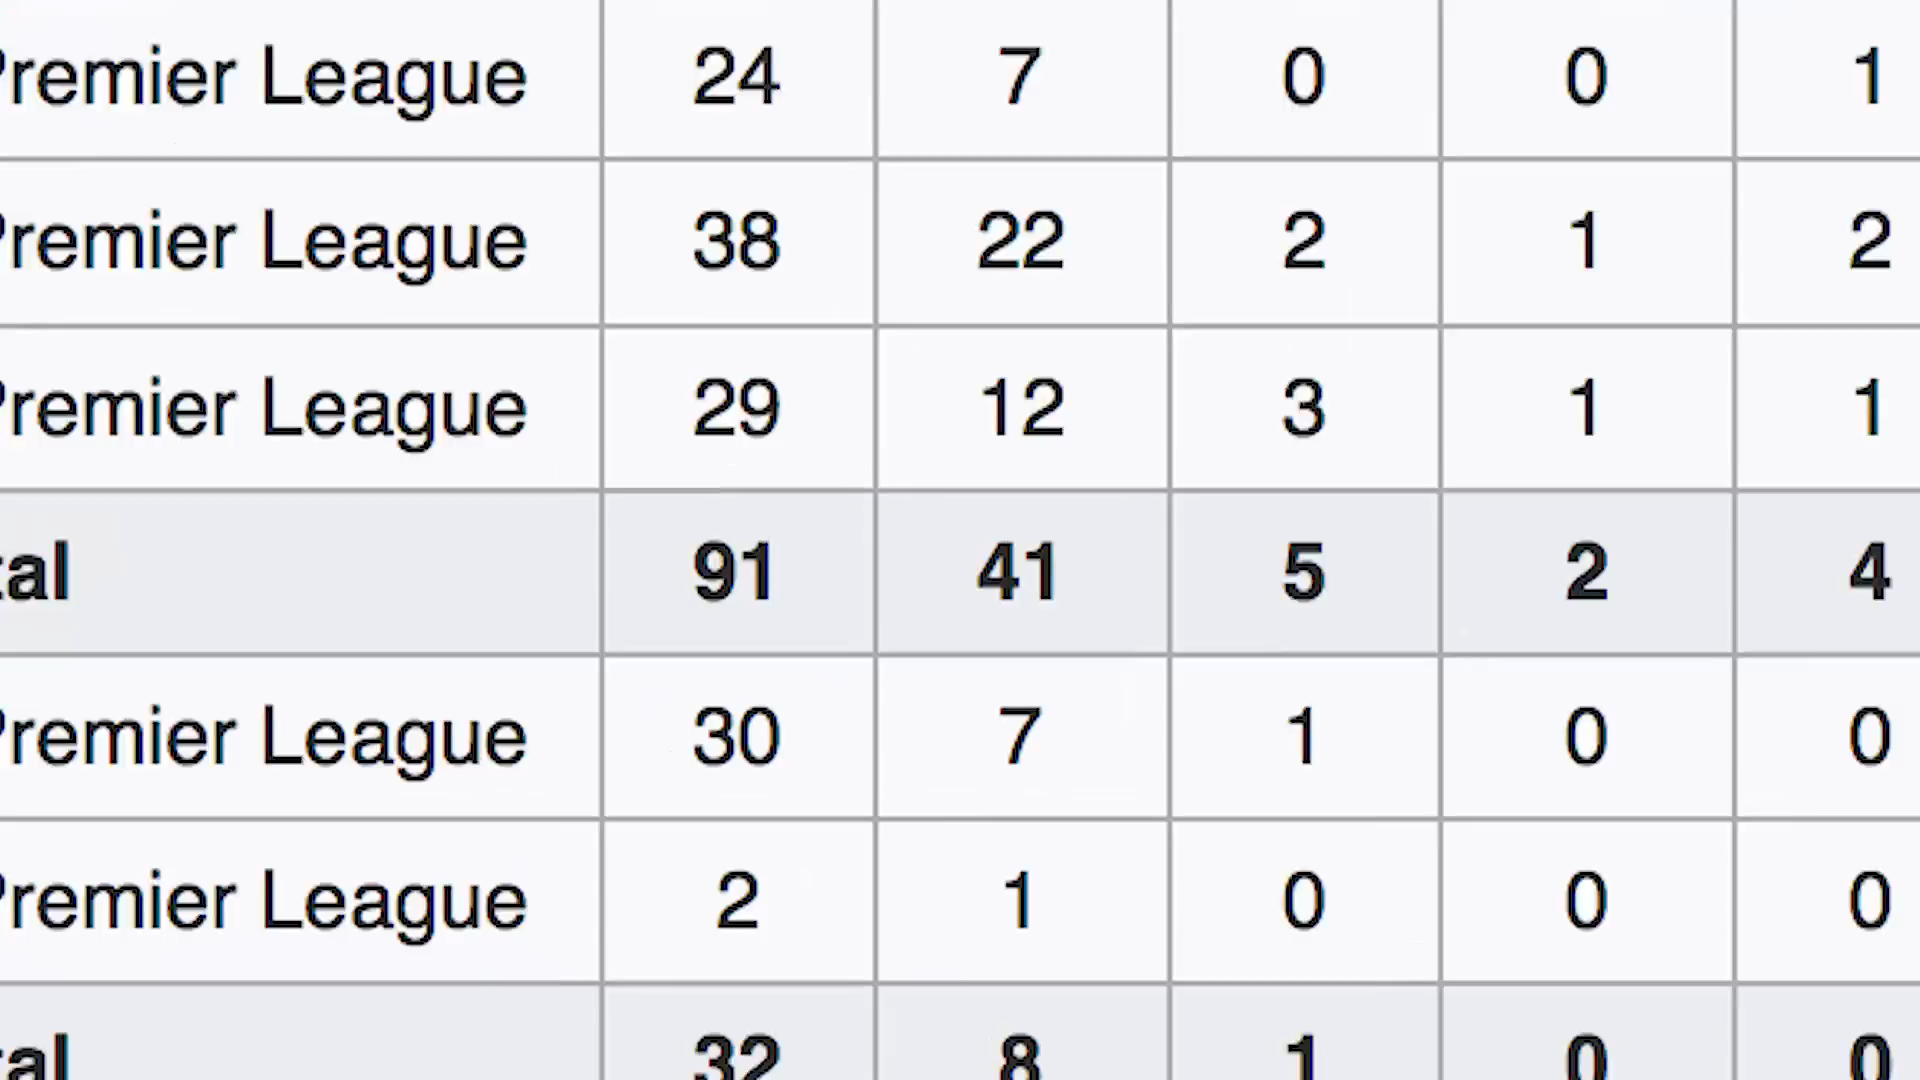 Premier League 24 7 0 0 1
Premier League 38 22 2 1 2
Premier League 29 12 3 1 1
tal 91 41 5 2 4
Premier League 30 7 1 0 0
Premier League 2 1 0 0 0
tal 32 8 1 0 0